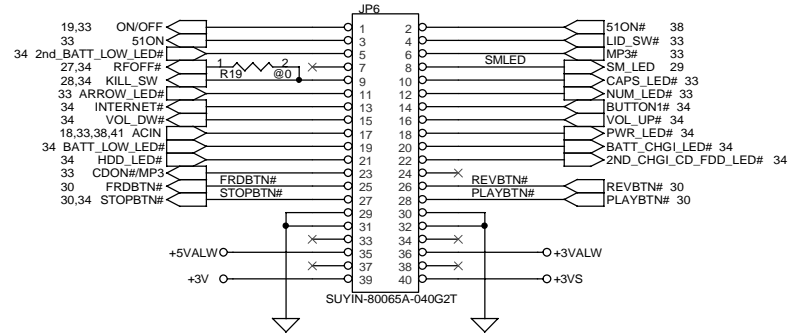 JP6
19,33 ON/OFF 1 2 51ON# 38
33 51ON 3 4 LID_SW# 33
34 2nd_BATT_LOW_LED# 5 6 MP3# 33
27,34 RFOFF# 1 2 7 8 SMLED SM_LED 29
R19 @0
28,34 KILL_SW 9 10 CAPS_LED# 33
33 ARROW_LED# 11 12 NUM_LED# 33
34 INTERNET# 13 14 BUTTON1# 34
34 VOL_DW# 15 16 VOL_UP# 34
18,33,38,41 ACIN 17 18 PWR_LED# 34
34 BATT_LOW_LED# 19 20 BATT_CHGI_LED# 34
34 HDD_LED# 21 22 2ND_CHGI_CD_FDD_LED# 34
33 CDON#/MP3 23 24
30 FRDBTN# FRDBTN# 25 26 REVBTN# REVBTN# 30
30,34 STOPBTN# STOPBTN# 27 28 PLAYBTN# PLAYBTN# 30
29 30
31 32
33 34
+5VALW 35 36 +3VALW
37 38
+3V 39 40 +3VS
SUYIN-80065A-040G2T